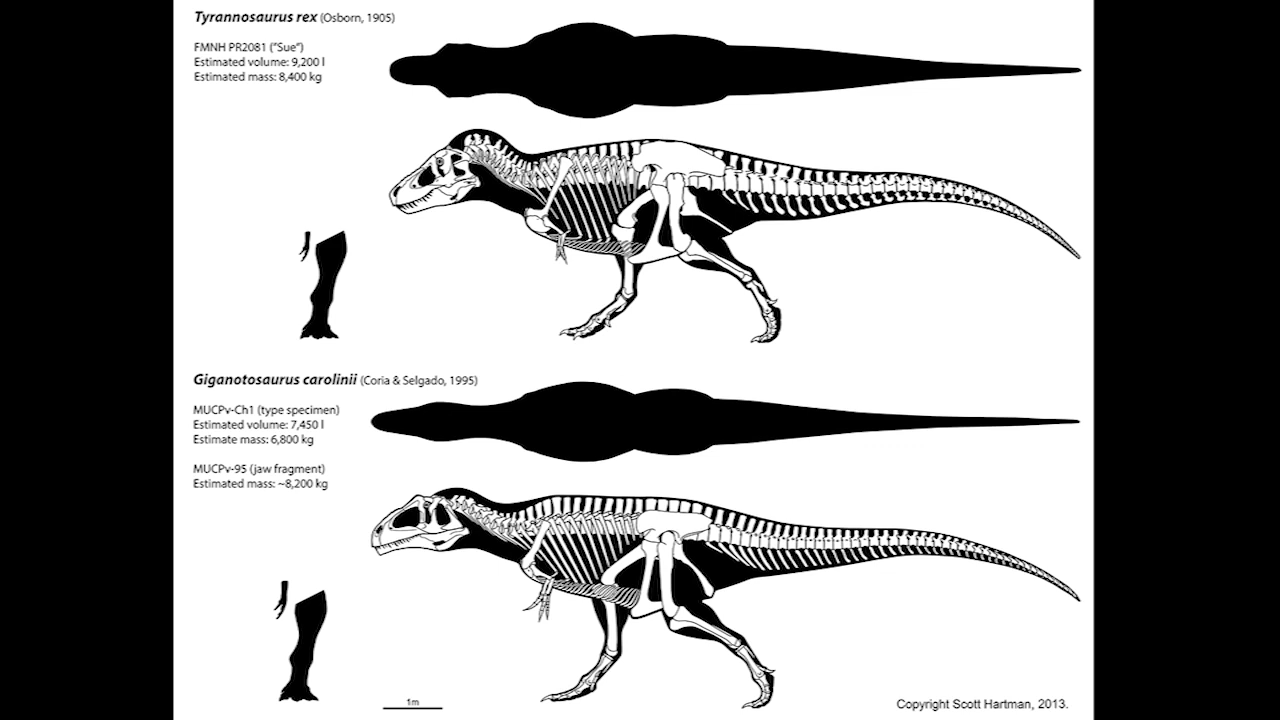 Tyrannosaurus rex (Osborn, 1905)
FMNH PR2081 ("Sue")
Estimated volume: 9,200 l
Estimated mass: 8,400 kg
Giganotosaurus carolinii (Coria & Selgado, 1995)
MUCPv-Ch1 (type specimen)
Estimated volume: 7,450 l
Estimate mass: 6,800 kg
MUCPv-95 (jaw fragment)
Estimated mass: ~8,200 kg
1m
Copyright Scott Hartman, 2013.